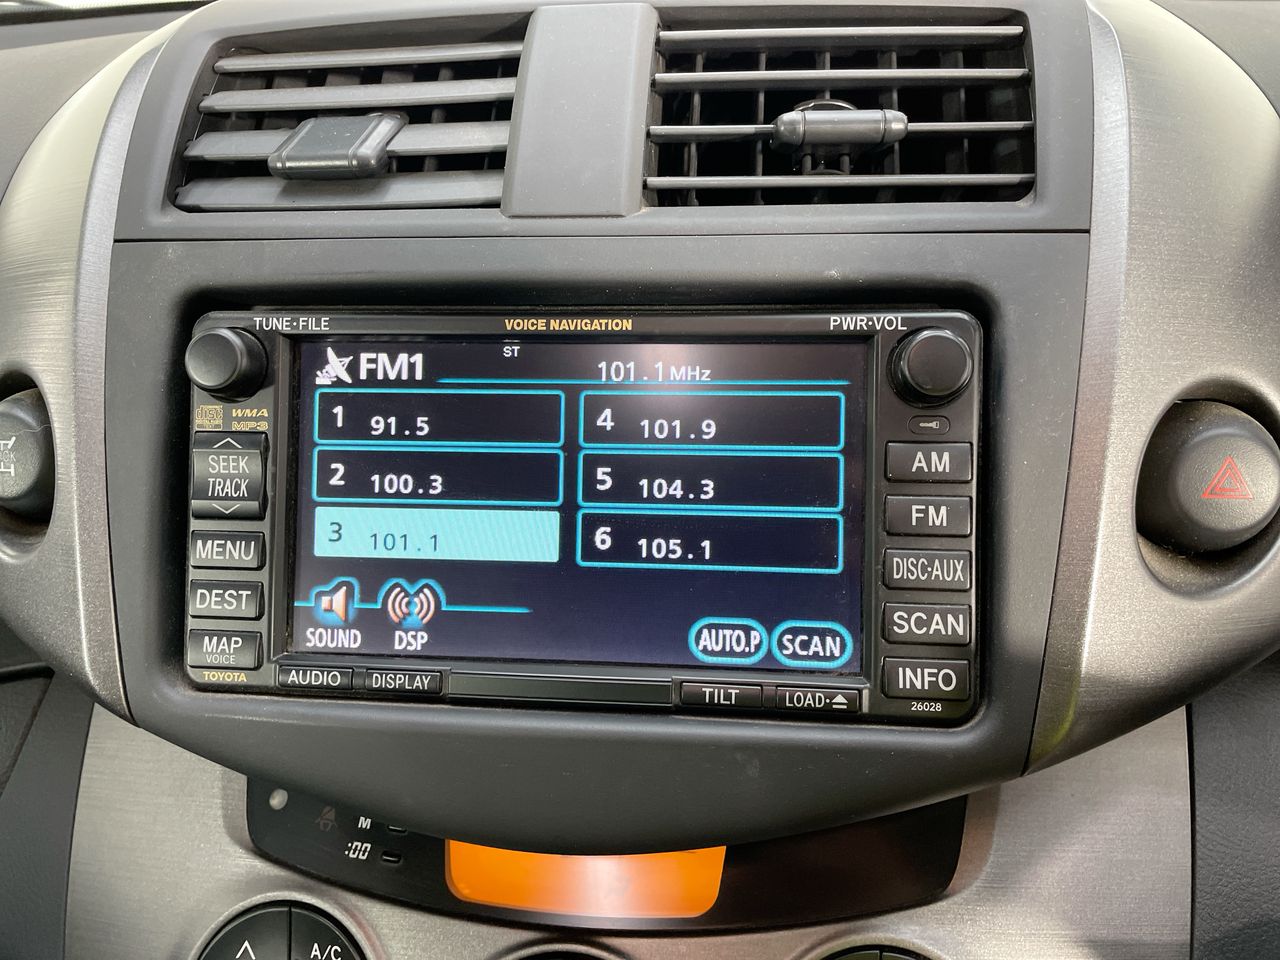 TUNE·FILE
VOICE NAVIGATION
PWR·VOL
ST
FM1
101.1 MHz
WMA
MP3
1 91.5
4 101.9
2 100.3
5 104.3
3 101.1
6 105.1
SEEK
TRACK
MENU
DEST
MAP
VOICE
TOYOTA
AM
FM
DISC·AUX
SCAN
INFO
26028
SOUND
DSP
AUTO.P
SCAN
AUDIO
DISPLAY
TILT
LOAD·
M
:00
A/C